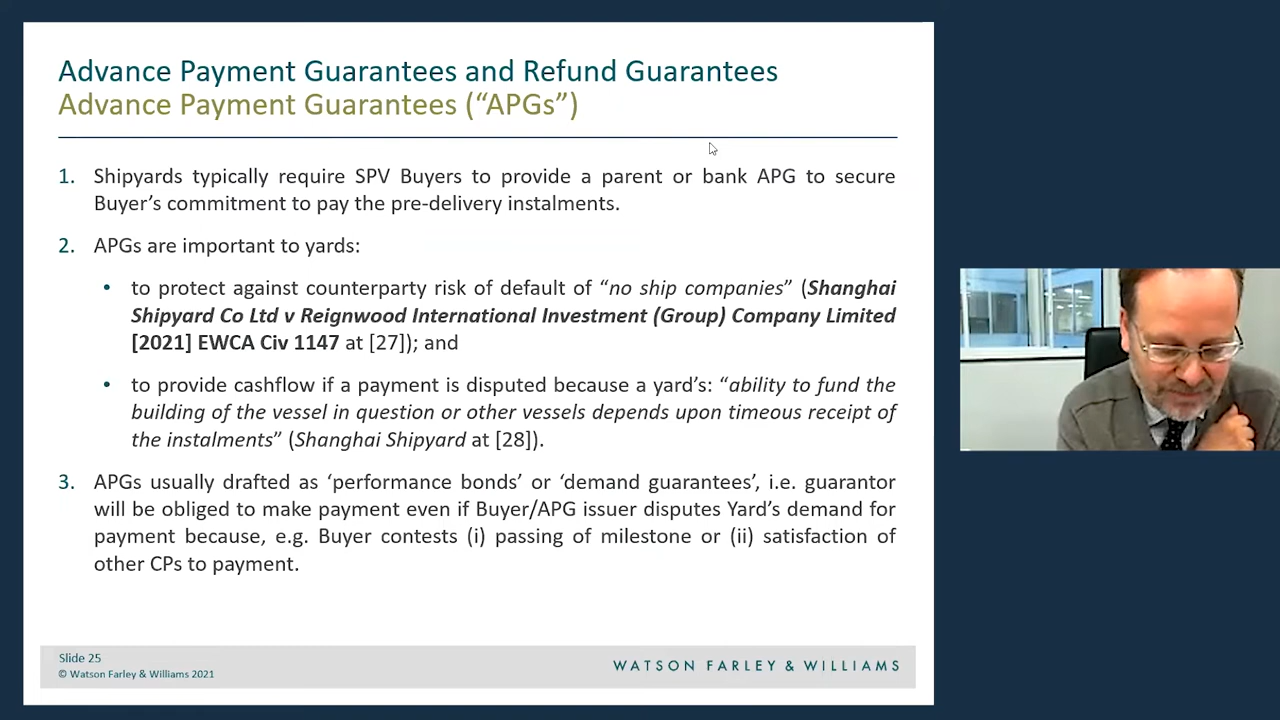 Advance Payment Guarantees and Refund Guarantees
Advance Payment Guarantees (“APGs”)
1. Shipyards typically require SPV Buyers to provide a parent or bank APG to secure
Buyer’s commitment to pay the pre-delivery instalments.
2. APGs are important to yards:
• to protect against counterparty risk of default of “no ship companies” (Shanghai
Shipyard Co Ltd v Reignwood International Investment (Group) Company Limited
[2021] EWCA Civ 1147 at [27]); and
• to provide cashflow if a payment is disputed because a yard’s: “ability to fund the
building of the vessel in question or other vessels depends upon timeous receipt of
the instalments” (Shanghai Shipyard at [28]).
3. APGs usually drafted as ‘performance bonds’ or ‘demand guarantees’, i.e. guarantor
will be obliged to make payment even if Buyer/APG issuer disputes Yard’s demand for
payment because, e.g. Buyer contests (i) passing of milestone or (ii) satisfaction of
other CPs to payment.
Slide 25
© Watson Farley & Williams 2021
WATSON FARLEY & WILLIAMS